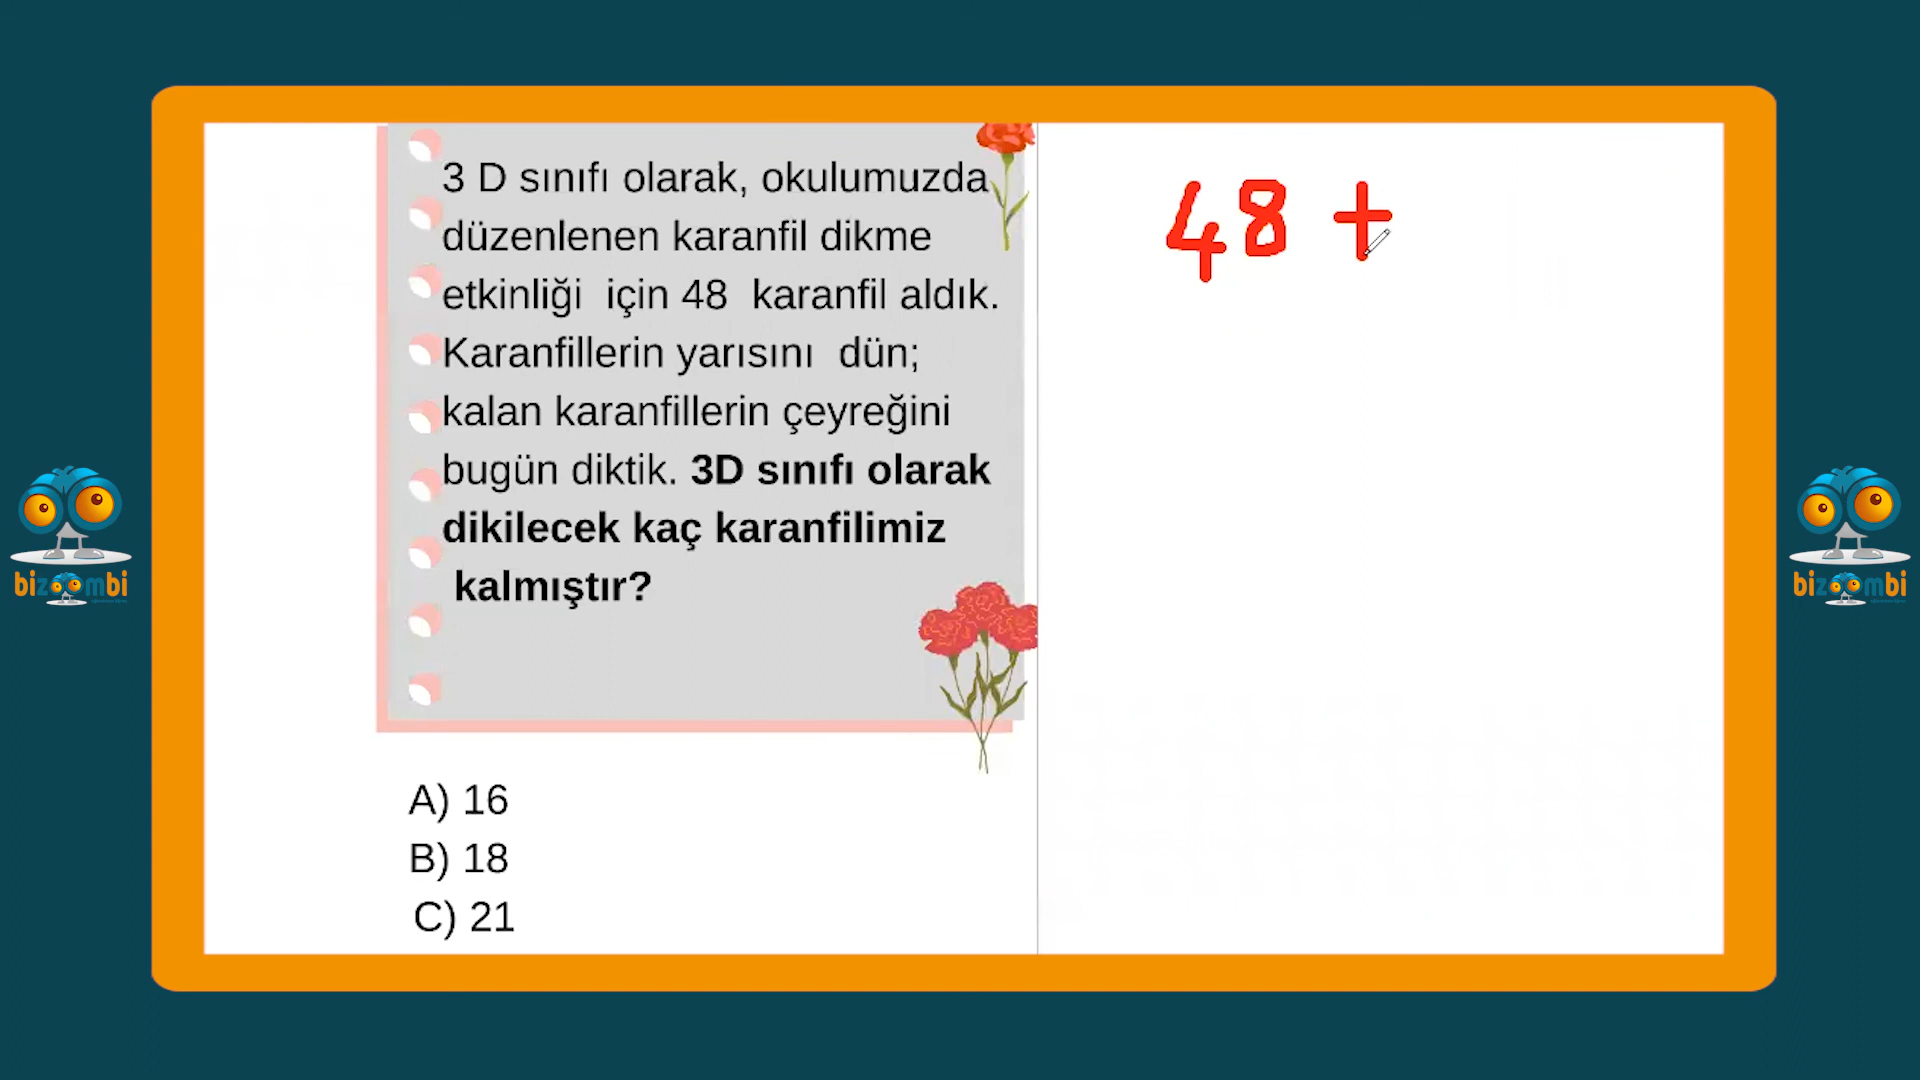 3 D sınıfı olarak, okulumuzda
düzenlenen karanfil dikme
etkinliği için 48 karanfil aldık.
Karanfillerin yarısını dün;
kalan karanfillerin çeyreğini
bugün diktik. 3D sınıfı olarak
dikilecek kaç karanfilimiz
kalmıştır?
A) 16
B) 18
C) 21
48 +
bizoombi
bizoombi